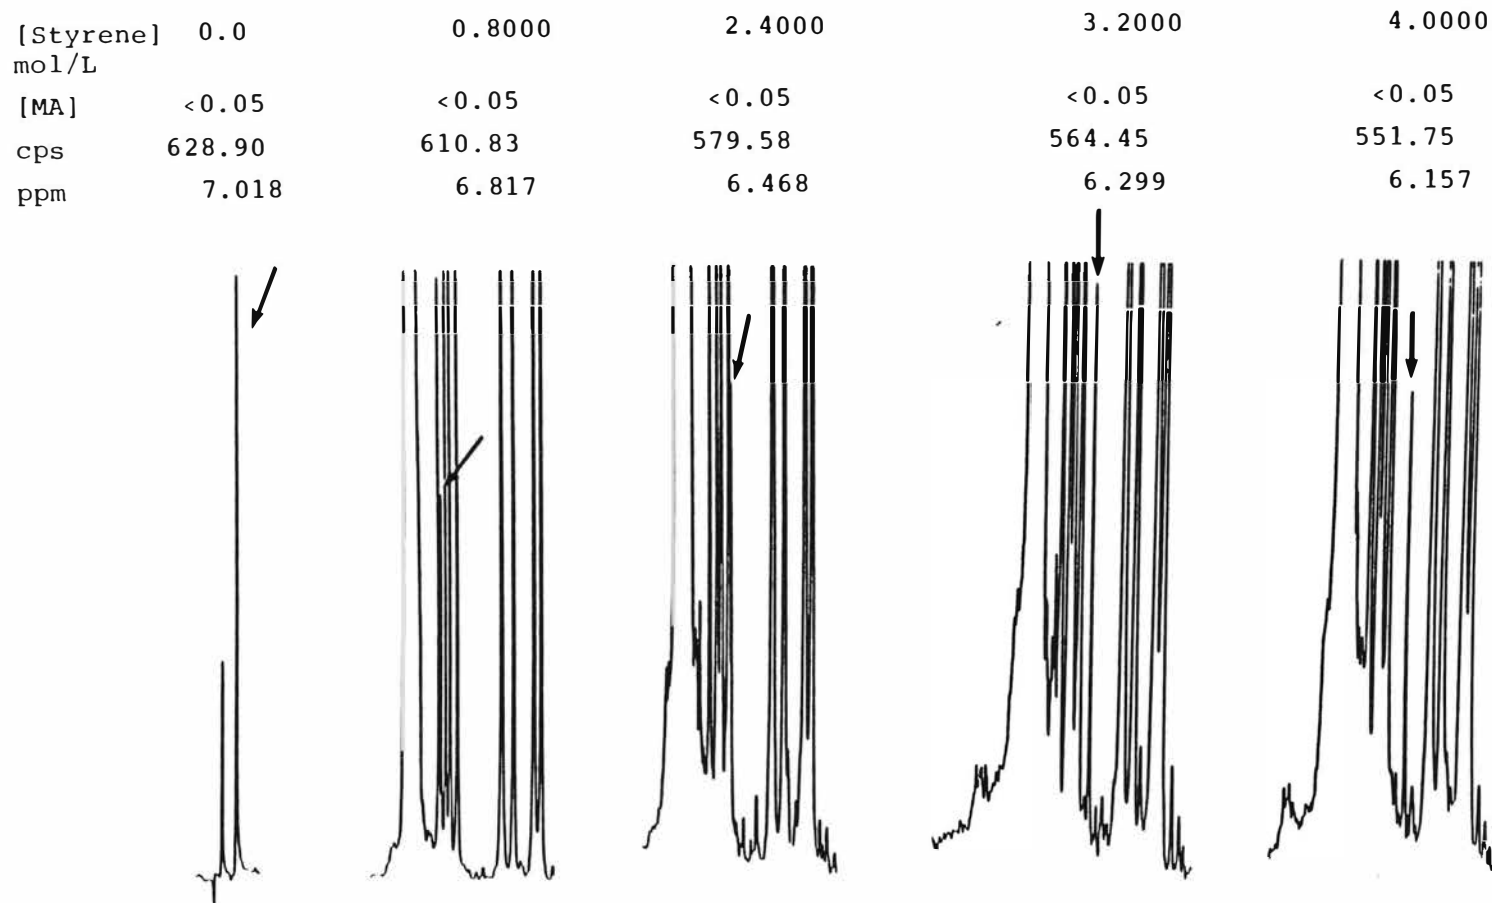 [Styrene] 0.0 0.8000 2.4000 3.2000 4.0000
mol/L
[MA] <0.05 <0.05 <0.05 <0.05 <0.05
cps 628.90 610.83 579.58 564.45 551.75
ppm 7.018 6.817 6.468 6.299 6.157